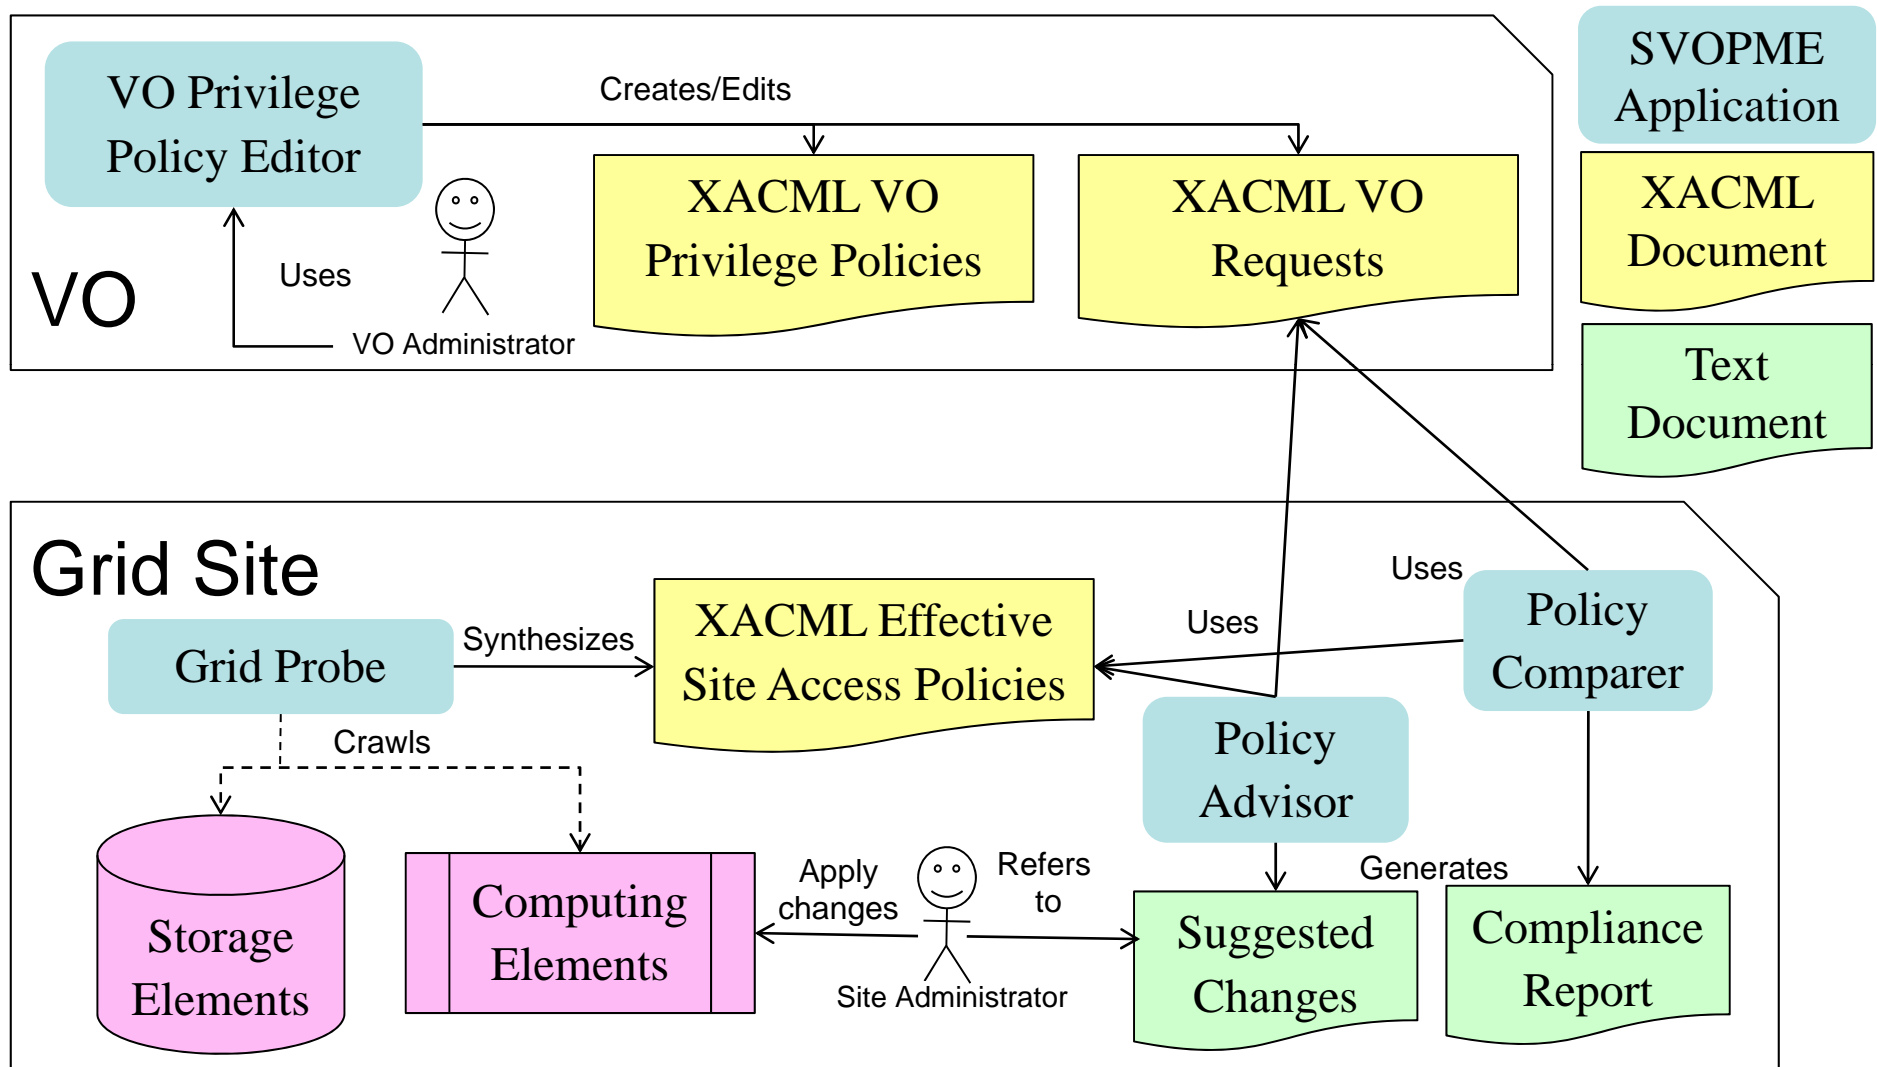 VO Privilege
Policy Editor
Creates/Edits
XACML VO
Privilege Policies
XACML VO
Requests
Uses
VO
VO Administrator
SVOPME
Application
XACML
Document
Text
Document
Grid Site
Grid Probe
Synthesizes
XACML Effective
Site Access Policies
Uses
Uses
Policy
Comparer
Policy
Advisor
Crawls
Storage
Elements
Computing
Elements
Apply
changes
Refers
to
Site Administrator
Generates
Suggested
Changes
Compliance
Report